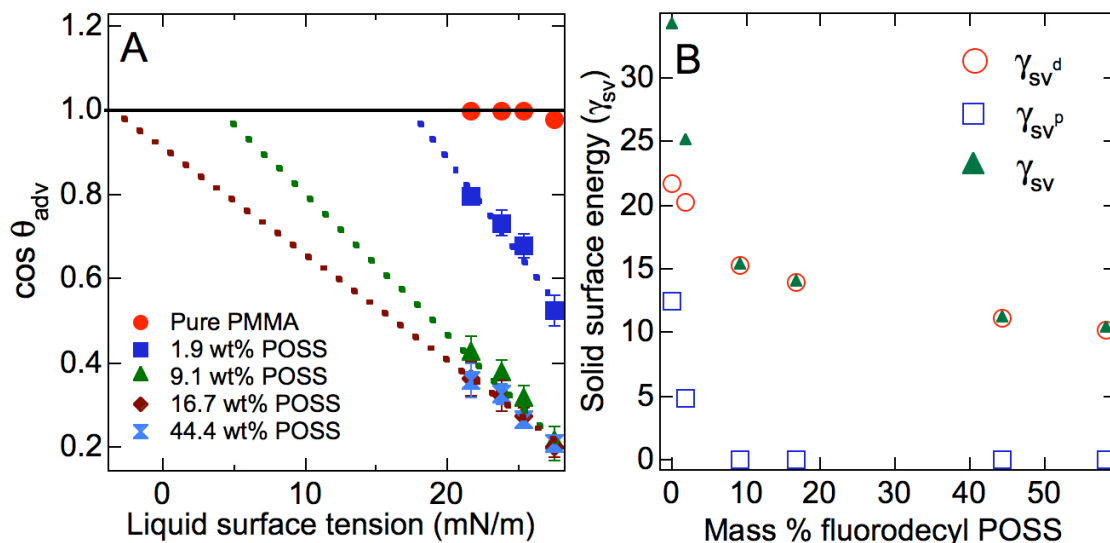 A
1.2
1.0
0.8
0.6
0.4
0.2
cos θadv
Pure PMMA
1.9 wt% POSS
9.1 wt% POSS
16.7 wt% POSS
44.4 wt% POSS
0
10
20
Liquid surface tension (mN/m)
B
γsvᵈ
γsvᵖ
γsv
Solid surface energy (γsv)
30
25
20
15
10
5
0
0
10
20
30
40
50
Mass % fluorodecyl POSS